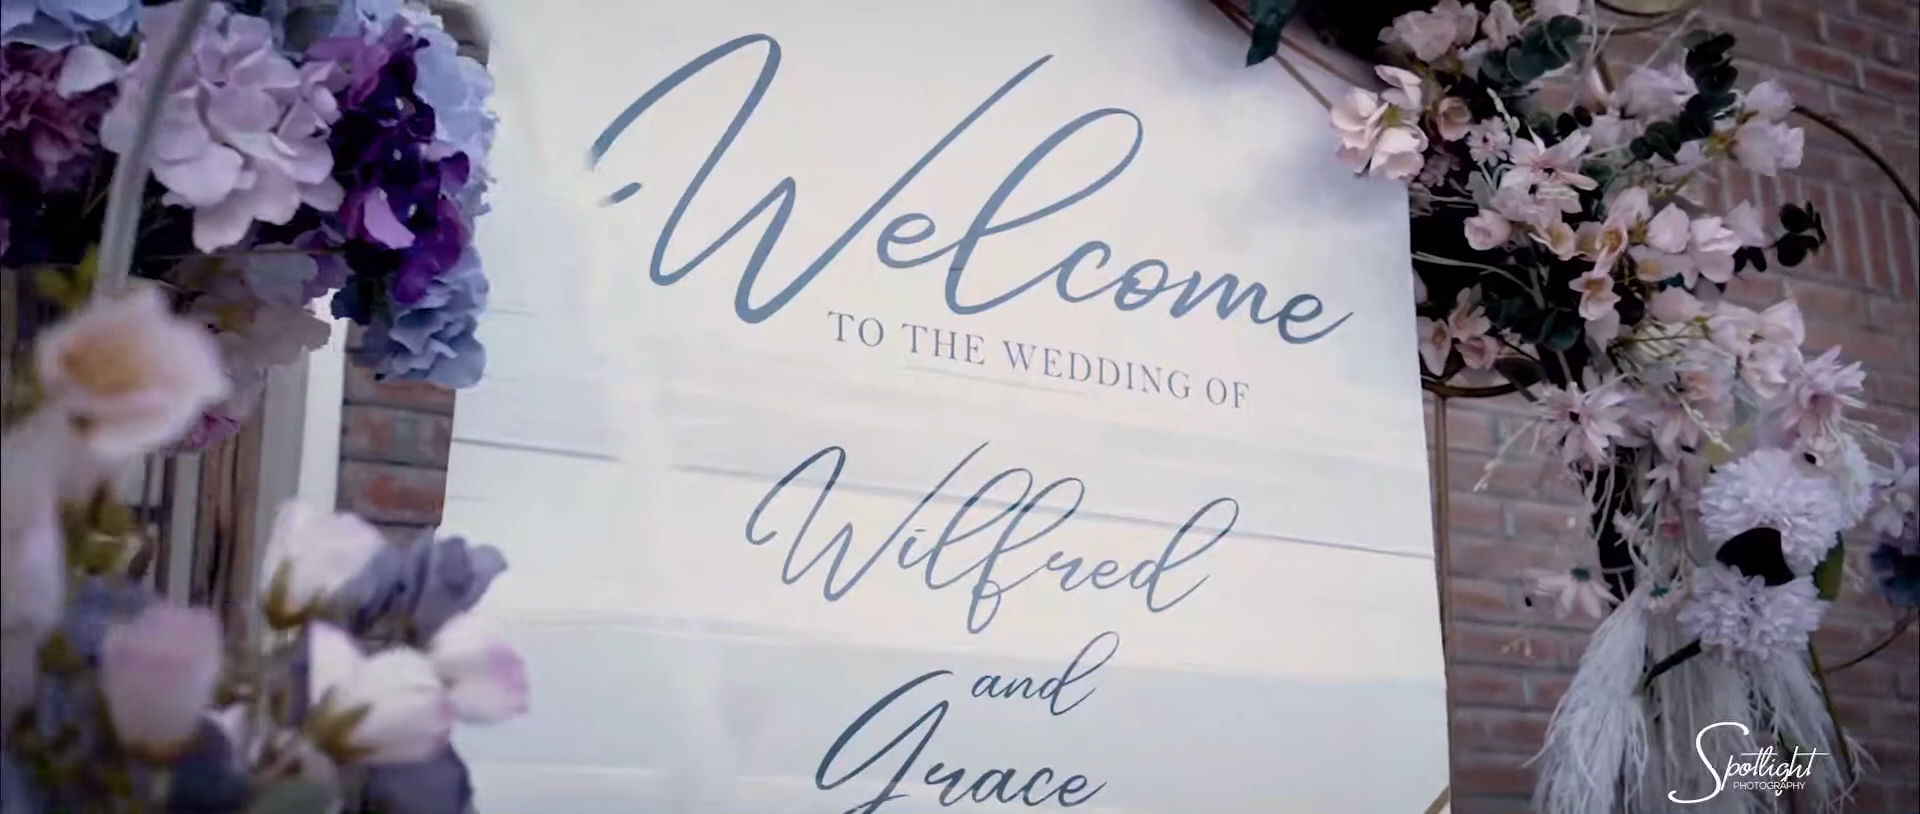 Welcome
TO THE WEDDING OF
Wilfred
and
Grace
Spotlight
PHOTOGRAPHY